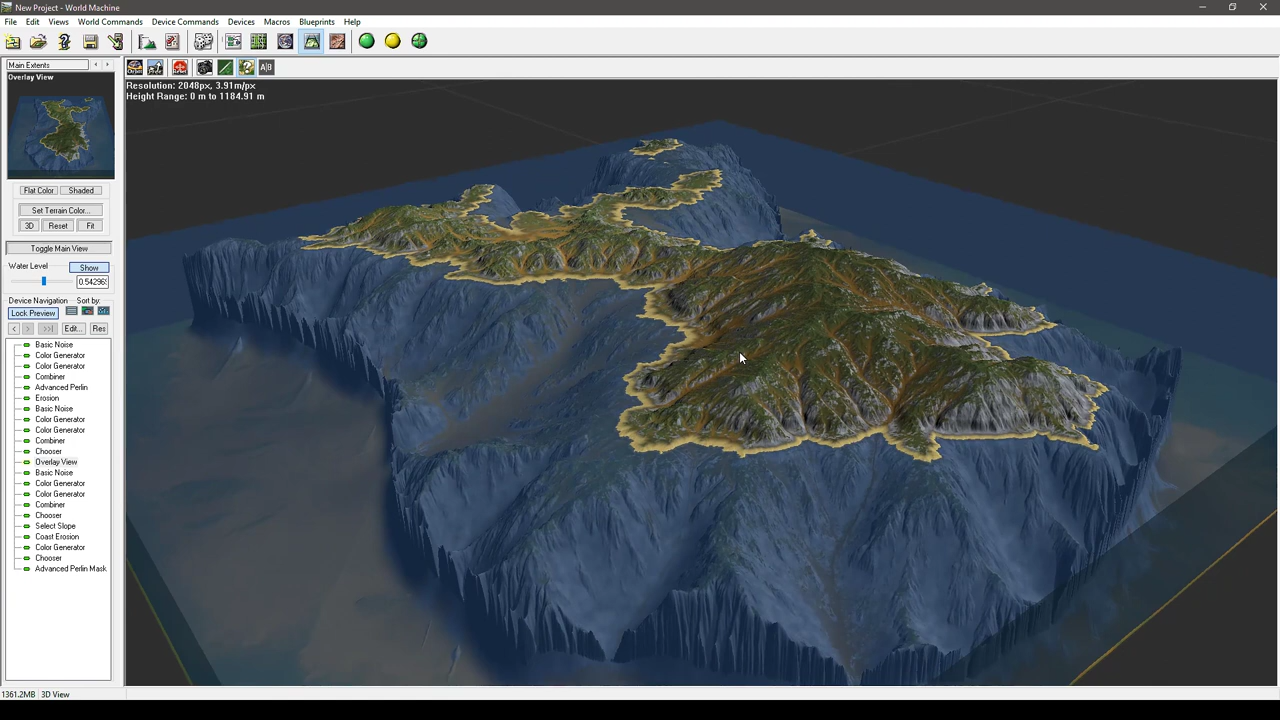 New Project - World Machine
File Edit Views World Commands Device Commands Devices Macros Blueprints Help
Main Extents
Overlay View
Flat Color Shaded
Set Terrain Color...
3D Reset Fit
Toggle Main View
Water Level Show
Device Navigation Sort by:
Lock Preview
< > >>| Edit... Res
Basic Noise
Color Generator
Color Generator
Combiner
Advanced Perlin
Erosion
Basic Noise
Color Generator
Color Generator
Combiner
Chooser
Overlay View
Basic Noise
Color Generator
Color Generator
Combiner
Chooser
Select Slope
Coast Erosion
Color Generator
Chooser
Advanced Perlin Mask
A|B
Resolution: 2048px, 3.91m/px
Height Range: 0 m to 1184.91 m
1361.2MB 3D View